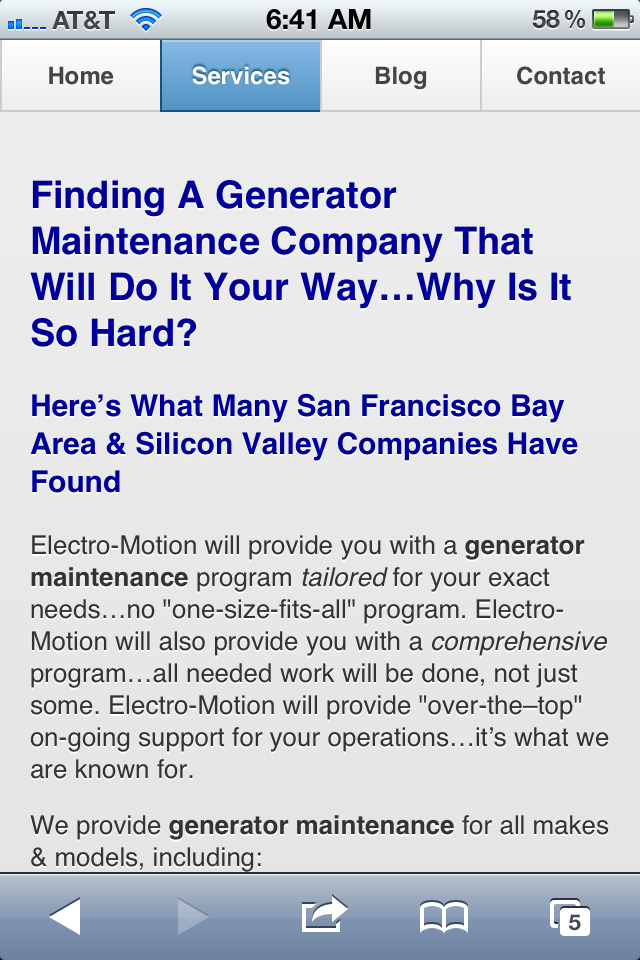 AT&T 6:41 AM 58 %
Home Services Blog Contact
Finding A Generator
Maintenance Company That
Will Do It Your Way…Why Is It
So Hard?
Here’s What Many San Francisco Bay
Area & Silicon Valley Companies Have
Found
Electro-Motion will provide you with a generator
maintenance program tailored for your exact
needs…no "one-size-fits-all" program. Electro-
Motion will also provide you with a comprehensive
program…all needed work will be done, not just
some. Electro-Motion will provide "over-the–top"
on-going support for your operations…it’s what we
are known for.
We provide generator maintenance for all makes
& models, including:
5